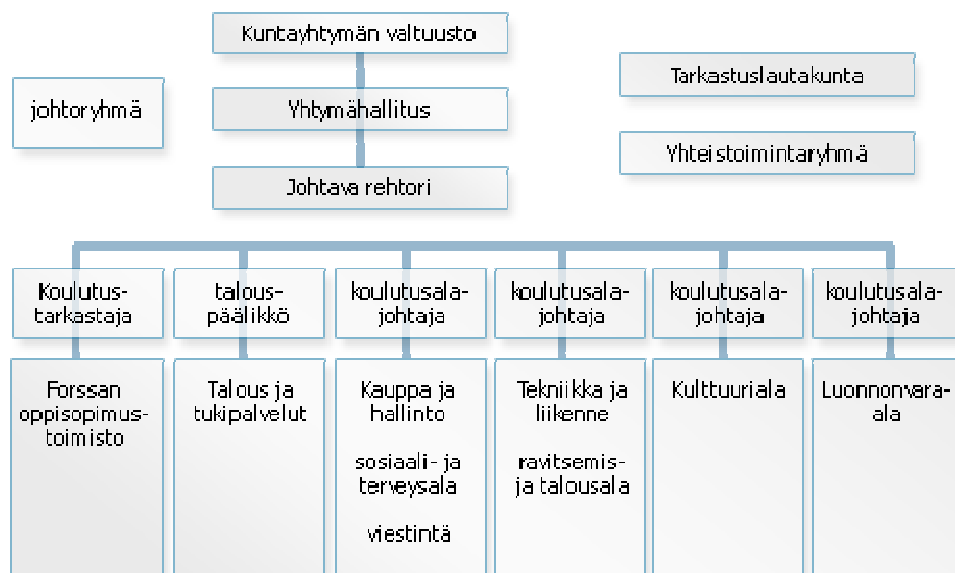 Kuntayhtymän valtuusto
Tarkastuslautakunta
johtoryhmä
Yhtymähallitus
Yhteistoimintaryhmä
Johtava rehtori
Koulutus-
tarkastaja
talous-
päälikkö
koulutusala-
johtaja
koulutusala-
johtaja
koulutusala-
johtaja
koulutusala-
johtajja
Forssan
oppisopimus-
toimisto
Talous ja
tukipalvelut
Kauppa ja
hallinto
sosiaali- ja
terveysala
viestintä
Tekniikka ja
liikenne
ravitsemis-
ja talousala
Kulttuuriala
Luonnonvara-
ala